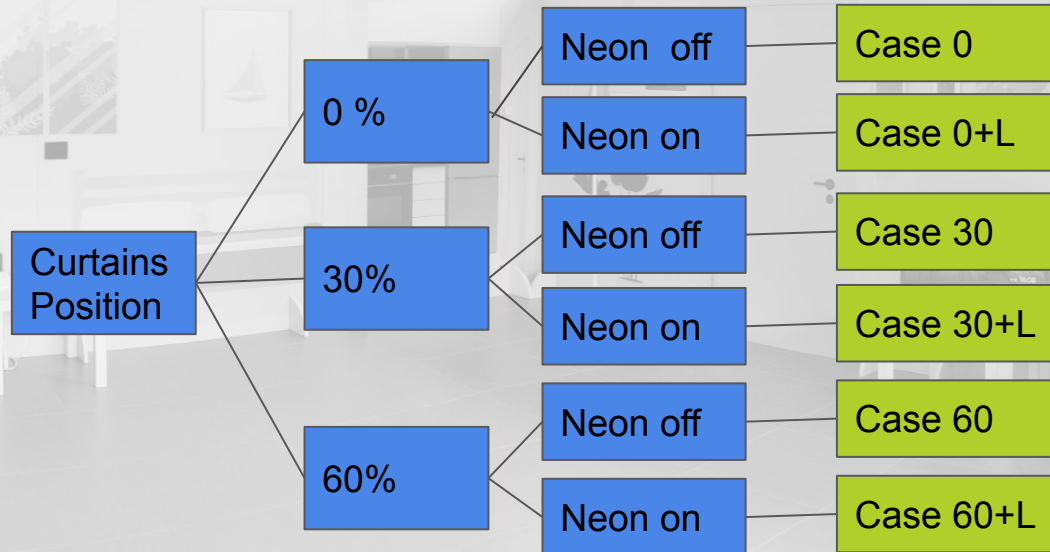 Curtains
Position
0 %
30%
60%
Neon  off
Neon on
Neon off
Neon on
Neon off
Neon on
Case 0
Case 0+L
Case 30
Case 30+L
Case 60
Case 60+L